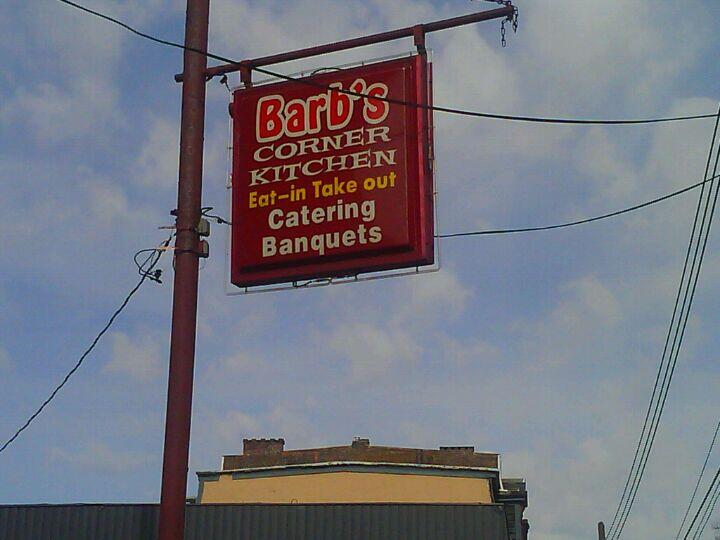 Barb's
CORNER
KITCHEN
Eat-in Take out
Catering
Banquets